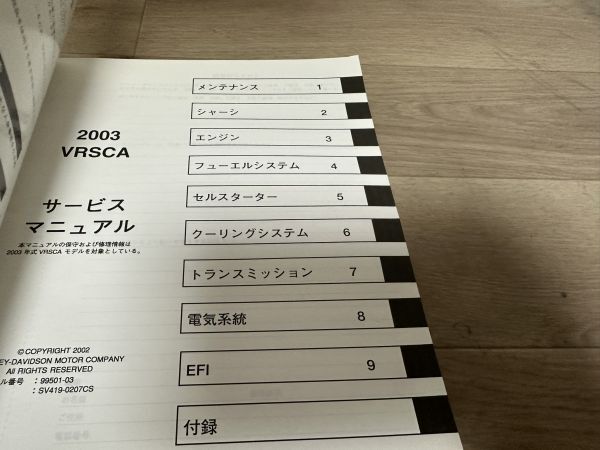 2003
VRSCA
サービス
マニュアル
本マニュアルの保守および修理情報は
2003 年式 VRSCA モデルを対象としている。
©COPYRIGHT 2002
EY-DAVIDSON MOTOR COMPANY
All RIGHTS RESERVED
ル番号 : 99501-03
: SV419-0207CS
メンテナンス 1
シャーシ 2
エンジン 3
フューエルシステム 4
セルスターター 5
クーリングシステム 6
トランスミッション 7
電気系統 8
EFI 9
付録